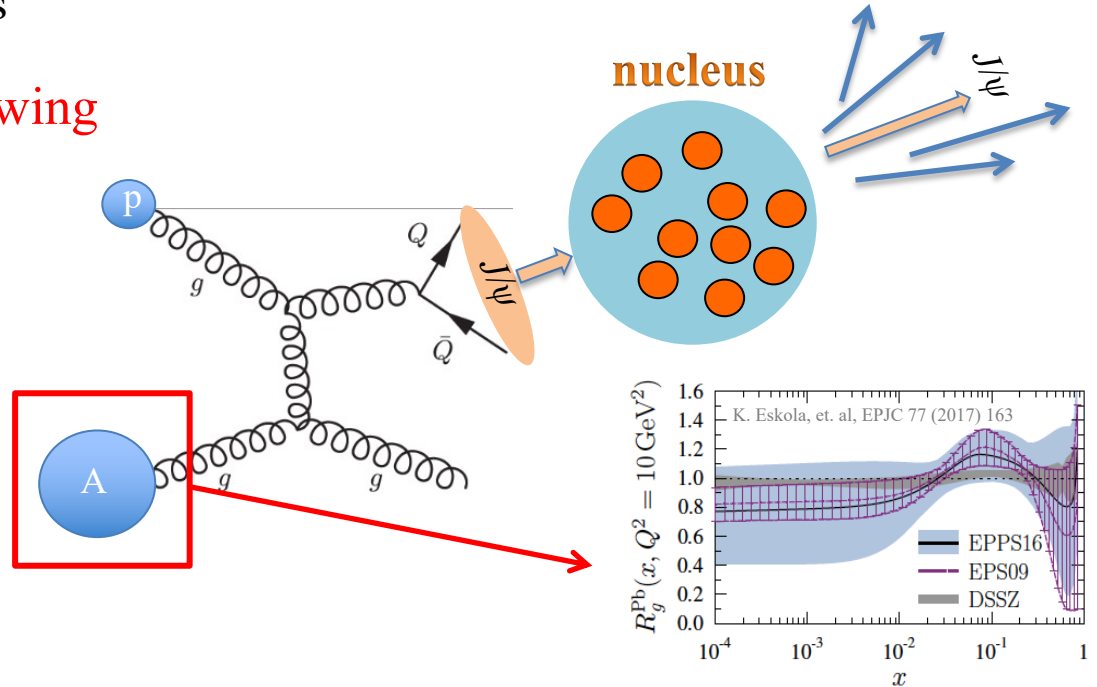 s
wing
nucleus
J/ψ
p
g
Q
J/ψ
Q̄
A
g
g
K. Eskola, et. al, EPJC 77 (2017) 163
R_g^Pb(x, Q² = 10 GeV²)
1.6
1.4
1.2
1.0
0.8
0.6
0.4
0.2
0.0
EPPS16
EPS09
DSSZ
10⁻⁴ 10⁻³ 10⁻² 10⁻¹ 1
x